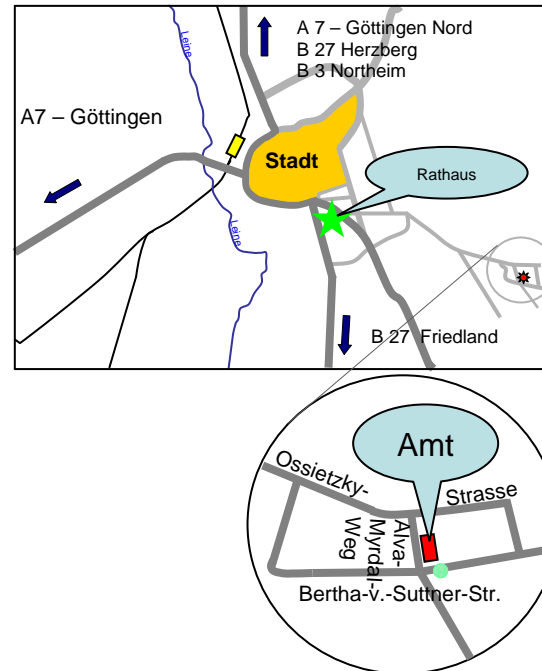 A 7 – Göttingen Nord
B 27 Herzberg
B 3 Northeim
Leine
A7 – Göttingen
Stadt
Rathaus
Leine
B 27 Friedland
Amt
Ossietzky-
Strasse
Alva-
Myrdal-
Weg
Bertha-v.-Suttner-Str.